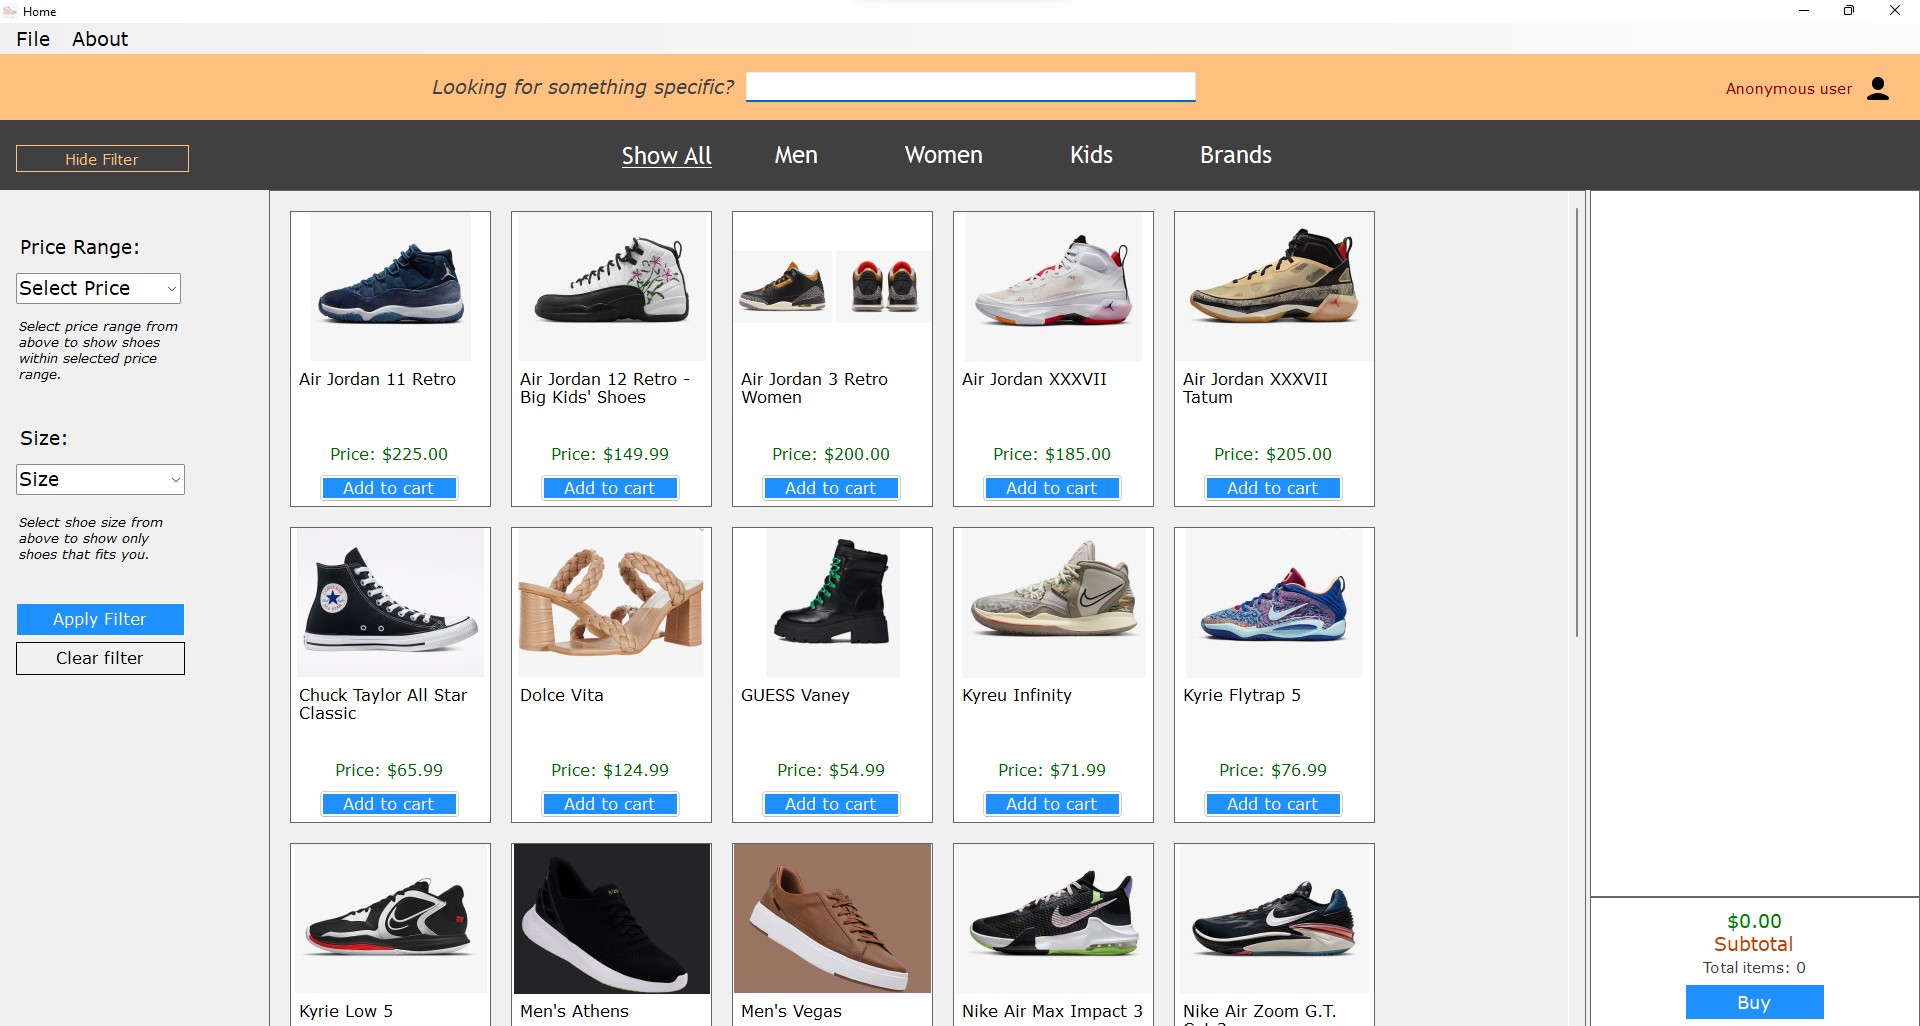 Home
File About
Looking for something specific?
Anonymous user
Hide Filter
Show All Men Women Kids Brands
Price Range:
Select Price
Select price range from
above to show shoes
within selected price
range.
Size:
Size
Select shoe size from
above to show only
shoes that fits you.
Apply Filter
Clear filter
Air Jordan 11 Retro
Price: $225.00
Add to cart
Air Jordan 12 Retro -
Big Kids' Shoes
Price: $149.99
Add to cart
Air Jordan 3 Retro
Women
Price: $200.00
Add to cart
Air Jordan XXXVII
Price: $185.00
Add to cart
Air Jordan XXXVII
Tatum
Price: $205.00
Add to cart
Chuck Taylor All Star
Classic
Price: $65.99
Add to cart
Dolce Vita
Price: $124.99
Add to cart
GUESS Vaney
Price: $54.99
Add to cart
Kyreu Infinity
Price: $71.99
Add to cart
Kyrie Flytrap 5
Price: $76.99
Add to cart
Kyrie Low 5
Men's Athens
Men's Vegas
Nike Air Max Impact 3
Nike Air Zoom G.T.
$0.00
Subtotal
Total items: 0
Buy